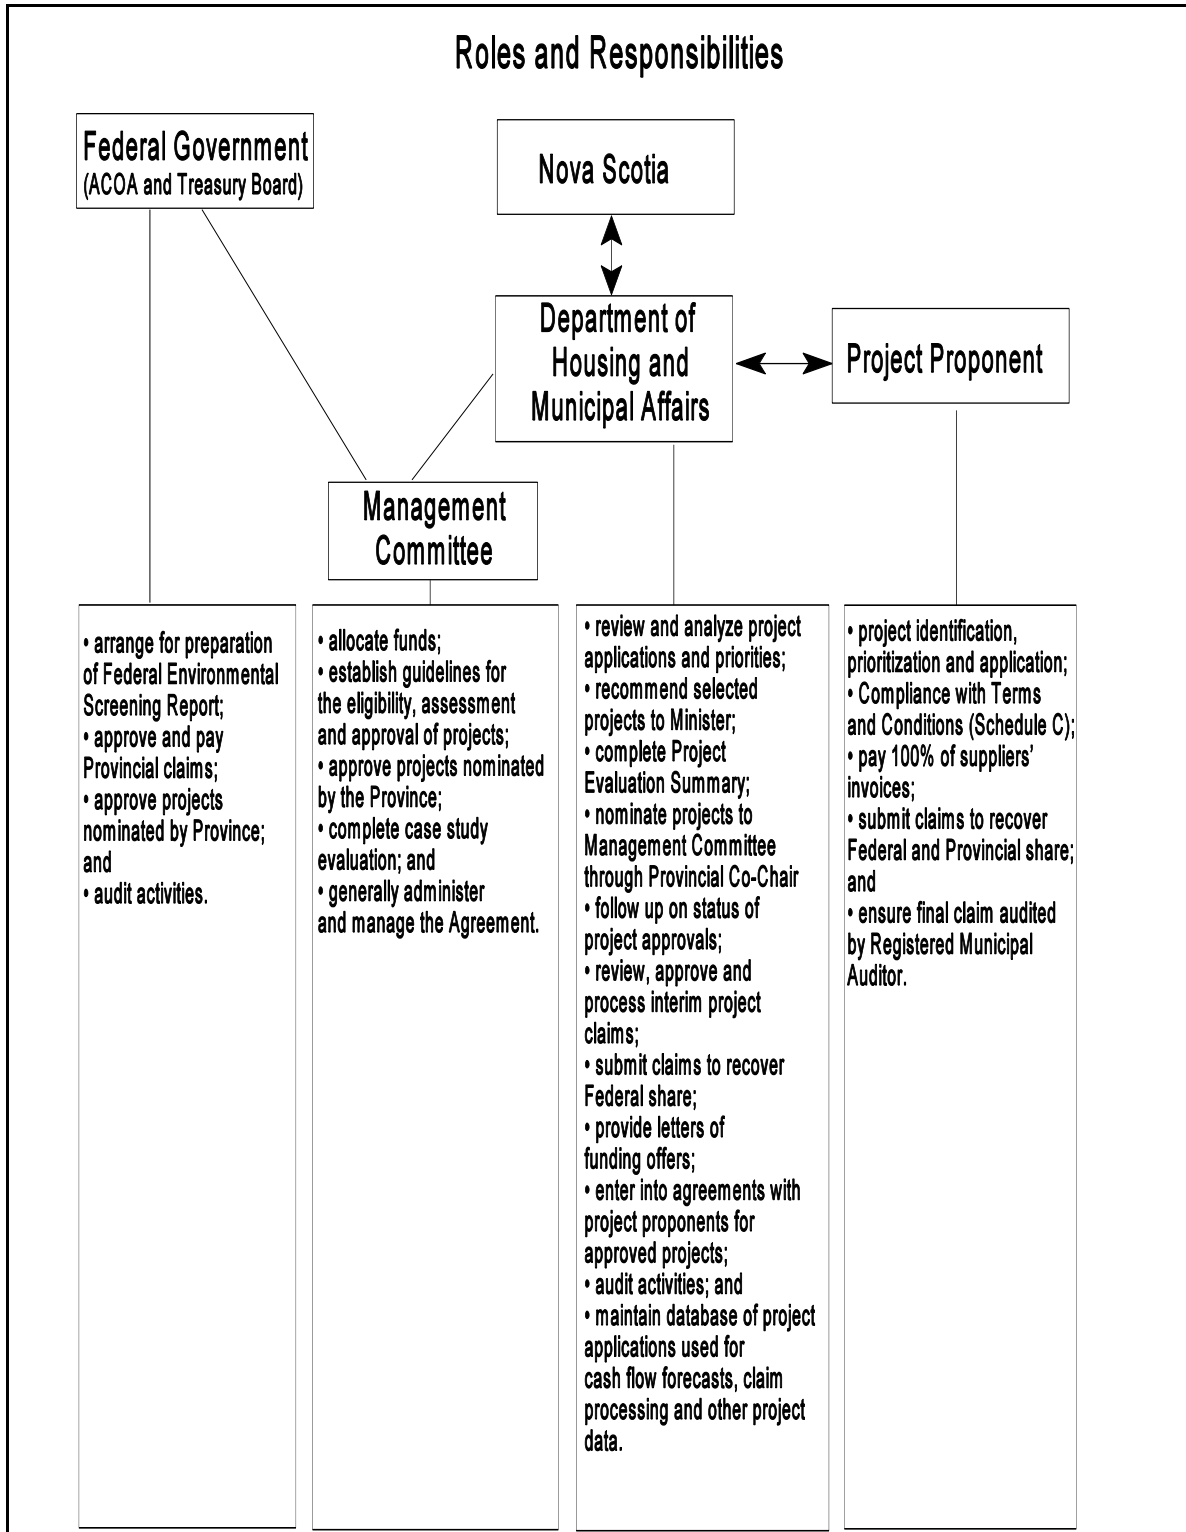 Roles and Responsibilities
Federal Government
(ACOA and Treasury Board)
Nova Scotia
Department of
Housing and
Municipal Affairs
Project Proponent
Management
Committee
• arrange for preparation
of Federal Environmental
Screening Report;
• approve and pay
Provincial claims;
• approve projects
nominated by Province;
and
• audit activities.
• allocate funds;
• establish guidelines for
the eligibility, assessment
and approval of projects;
• approve projects nominated
by the Province;
• complete case study
evaluation; and
• generally administer
and manage the Agreement.
• review and analyze project
applications and priorities;
• recommend selected
projects to Minister;
• complete Project
Evaluation Summary;
• nominate projects to
Management Committee
through Provincial Co-Chair
• follow up on status of
project approvals;
• review, approve and
process interim project
claims;
• submit claims to recover
Federal share;
• provide letters of
funding offers;
• enter into agreements with
project proponents for
approved projects;
• audit activities; and
• maintain database of project
applications used for
cash flow forecasts, claim
processing and other project
data.
• project identification,
prioritization and application;
• Compliance with Terms
and Conditions (Schedule C);
• pay 100% of suppliers’
invoices;
• submit claims to recover
Federal and Provincial share;
and
• ensure final claim audited
by Registered Municipal
Auditor.